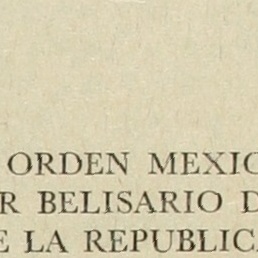 ORDEN MEXIC
R BELISARIO D
E LA REPUBLICA